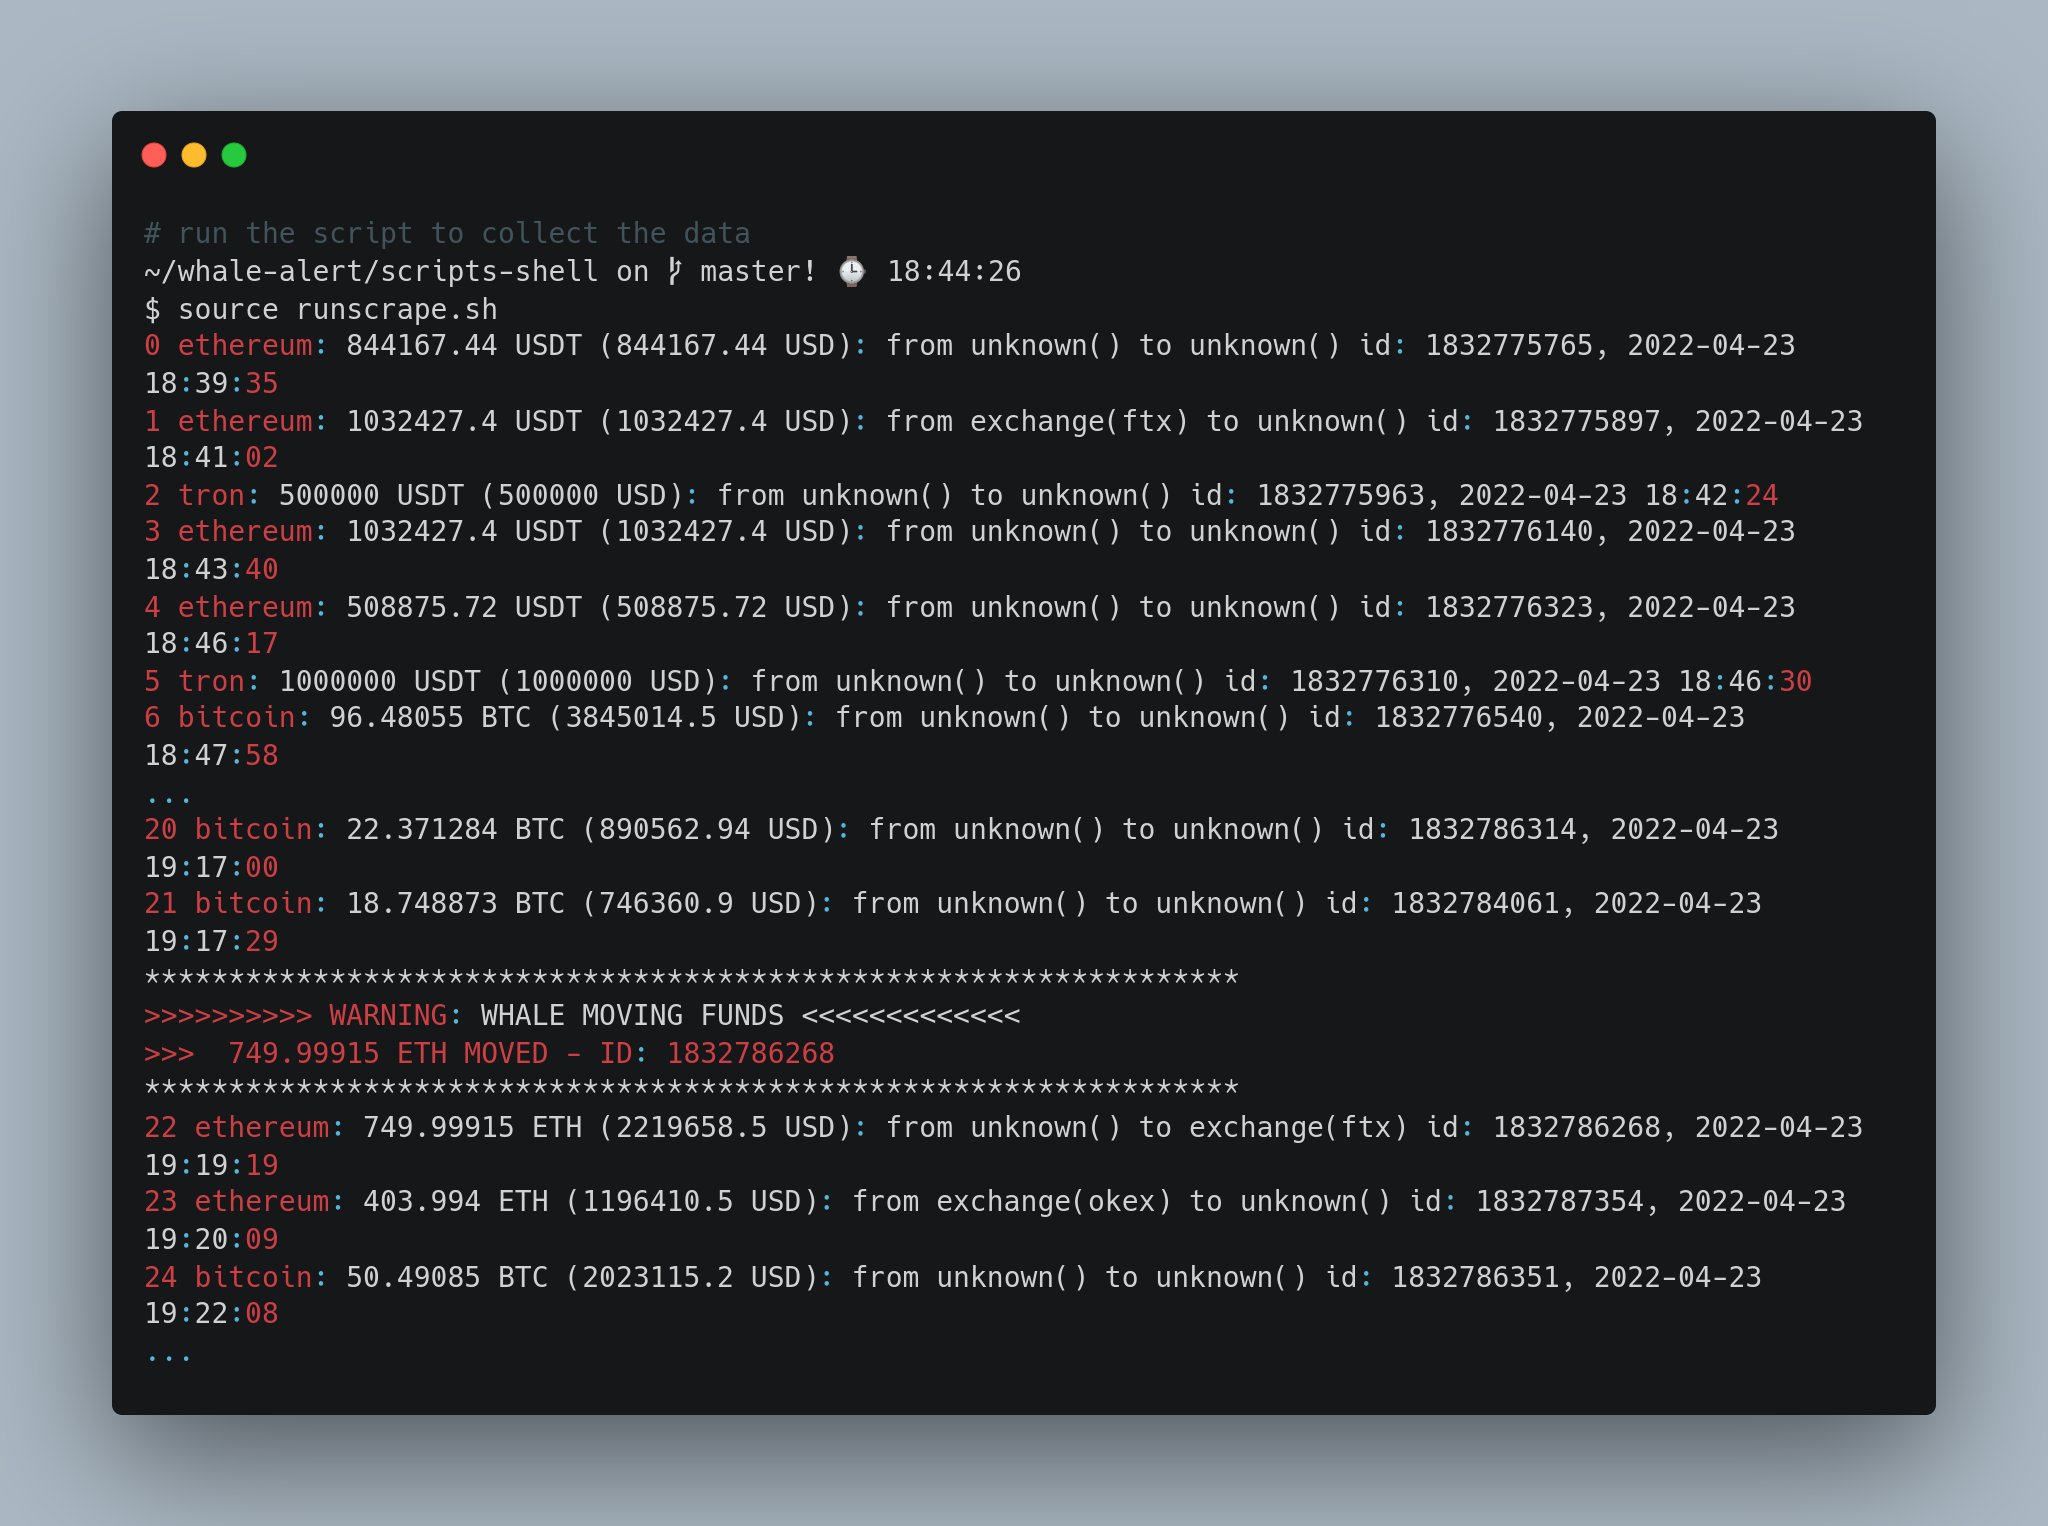 # run the script to collect the data
~/whale-alert/scripts-shell on master! 18:44:26
$ source runscrape.sh
0 ethereum: 844167.44 USDT (844167.44 USD): from unknown() to unknown() id: 1832775765, 2022-04-23
18:39:35
1 ethereum: 1032427.4 USDT (1032427.4 USD): from exchange(ftx) to unknown() id: 1832775897, 2022-04-23
18:41:02
2 tron: 500000 USDT (500000 USD): from unknown() to unknown() id: 1832775963, 2022-04-23 18:42:24
3 ethereum: 1032427.4 USDT (1032427.4 USD): from unknown() to unknown() id: 1832776140, 2022-04-23
18:43:40
4 ethereum: 508875.72 USDT (508875.72 USD): from unknown() to unknown() id: 1832776323, 2022-04-23
18:46:17
5 tron: 1000000 USDT (1000000 USD): from unknown() to unknown() id: 1832776310, 2022-04-23 18:46:30
6 bitcoin: 96.48055 BTC (3845014.5 USD): from unknown() to unknown() id: 1832776540, 2022-04-23
18:47:58
...
20 bitcoin: 22.371284 BTC (890562.94 USD): from unknown() to unknown() id: 1832786314, 2022-04-23
19:17:00
21 bitcoin: 18.748873 BTC (746360.9 USD): from unknown() to unknown() id: 1832784061, 2022-04-23
19:17:29
*****************************************************************
>>>>>>>>>> WARNING: WHALE MOVING FUNDS <<<<<<<<<<<<<
>>>  749.99915 ETH MOVED - ID: 1832786268
*****************************************************************
22 ethereum: 749.99915 ETH (2219658.5 USD): from unknown() to exchange(ftx) id: 1832786268, 2022-04-23
19:19:19
23 ethereum: 403.994 ETH (1196410.5 USD): from exchange(okex) to unknown() id: 1832787354, 2022-04-23
19:20:09
24 bitcoin: 50.49085 BTC (2023115.2 USD): from unknown() to unknown() id: 1832786351, 2022-04-23
19:22:08
...